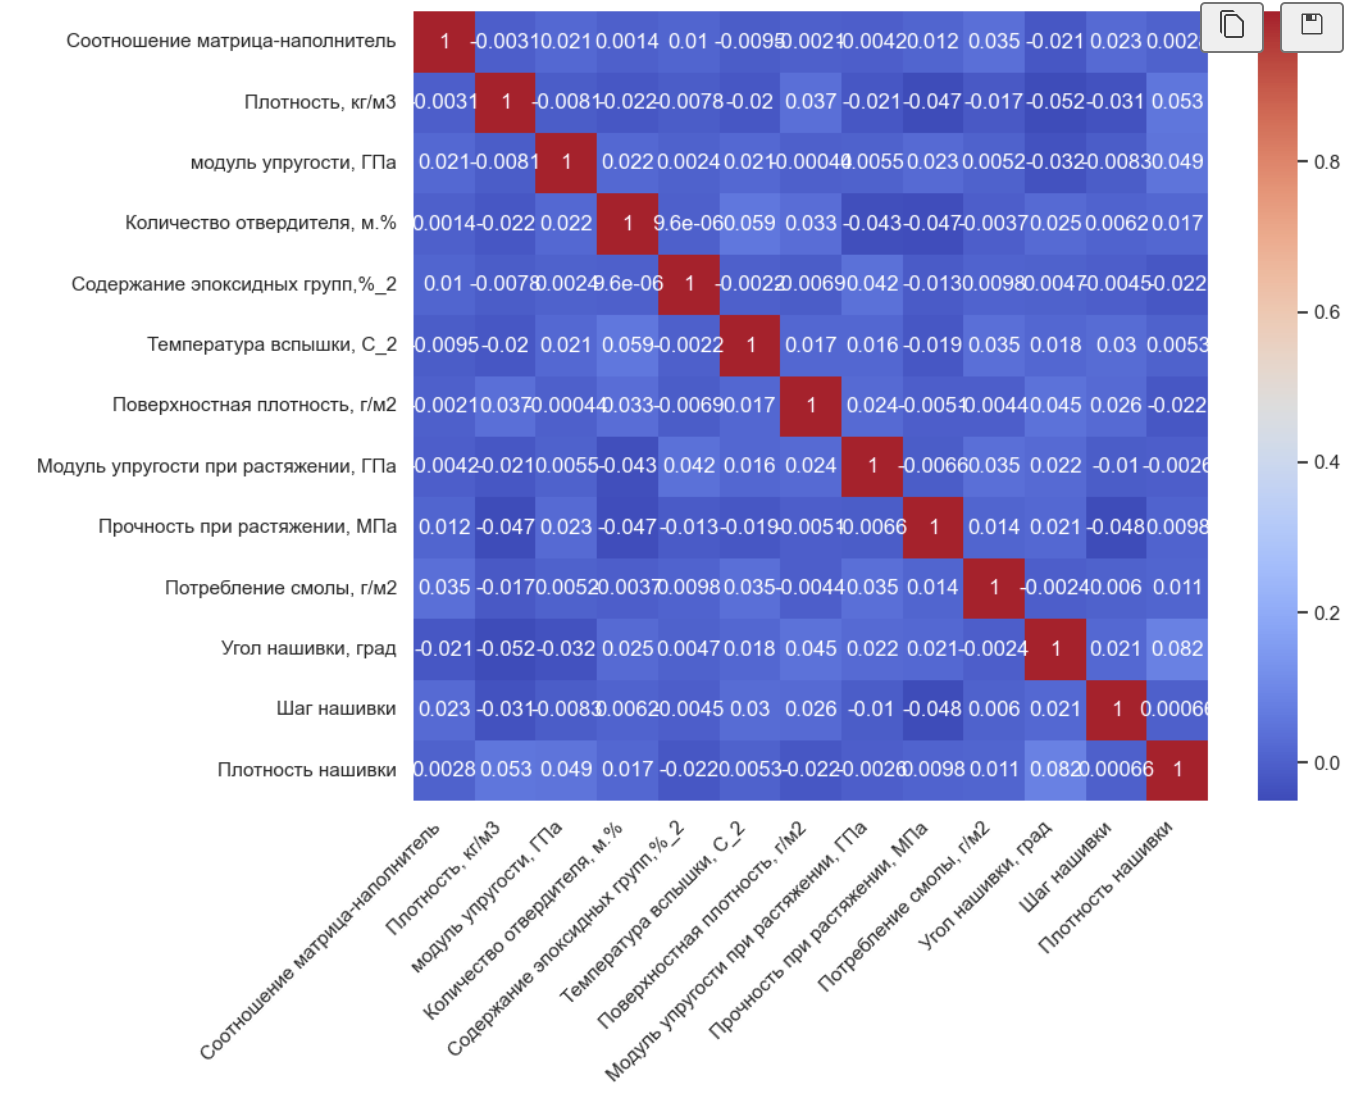 Соотношение матрица-наполнитель 1 -0.0031 0.021 0.0014 0.01 -0.0095 -0.0021 -0.0042 0.012 0.035 -0.021 0.023
Плотность, кг/м3 -0.0031 1 -0.0081 -0.022 -0.0078 -0.02 0.037 -0.021 -0.047 -0.017 -0.052 -0.031 0.053
модуль упругости, ГПа 0.021 -0.0081 1 0.022 0.0024 0.021 -0.00044 0.0055 0.023 0.0052 -0.032 -0.0083 0.049
Количество отвердителя, м.% 0.0014 -0.022 0.022 1 9.6e-06 0.059 0.033 -0.043 -0.047 -0.0037 0.025 0.0062 0.017
Содержание эпоксидных групп,%_2 0.01 -0.0078 0.0024 9.6e-06 1 -0.0022 -0.0069 0.042 -0.013 0.0098 0.0047 -0.0045 -0.022
Температура вспышки, С_2 -0.0095 -0.02 0.021 0.059 -0.0022 1 0.017 0.016 -0.019 0.035 0.018 0.03 0.0053
Поверхностная плотность, г/м2 -0.0021 0.037 -0.00044 0.033 -0.0069 0.017 1 0.024 -0.0051 -0.0044 0.045 0.026 -0.022
Модуль упругости при растяжении, ГПа -0.0042 -0.021 0.0055 -0.043 0.042 0.016 0.024 1 -0.0066 0.035 0.022 -0.01 -0.0026
Прочность при растяжении, МПа 0.012 -0.047 0.023 -0.047 -0.013 -0.019 -0.0051 -0.0066 1 0.014 0.021 -0.048 0.0098
Потребление смолы, г/м2 0.035 -0.017 0.0052 -0.0037 0.0098 0.035 -0.0044 0.035 0.014 1 -0.0024 0.006 0.011
Угол нашивки, град -0.021 -0.052 -0.032 0.025 0.0047 0.018 0.045 0.022 0.021 -0.0024 1 0.021 0.082
Шаг нашивки 0.023 -0.031 -0.0083 0.0062 -0.0045 0.03 0.026 -0.01 -0.048 0.006 0.021 1 0.00066
Плотность нашивки 0.0028 0.053 0.049 0.017 -0.022 0.0053 -0.022 -0.0026 0.0098 0.011 0.082 0.00066 1
0.8
0.6
0.4
0.2
0.0
Соотношение матрица-наполнитель
Плотность, кг/м3
модуль упругости, ГПа
Количество отвердителя, м.%
Содержание эпоксидных групп,%_2
Температура вспышки, С_2
Поверхностная плотность, г/м2
Модуль упругости при растяжении, ГПа
Прочность при растяжении, МПа
Потребление смолы, г/м2
Угол нашивки, град
Шаг нашивки
Плотность нашивки